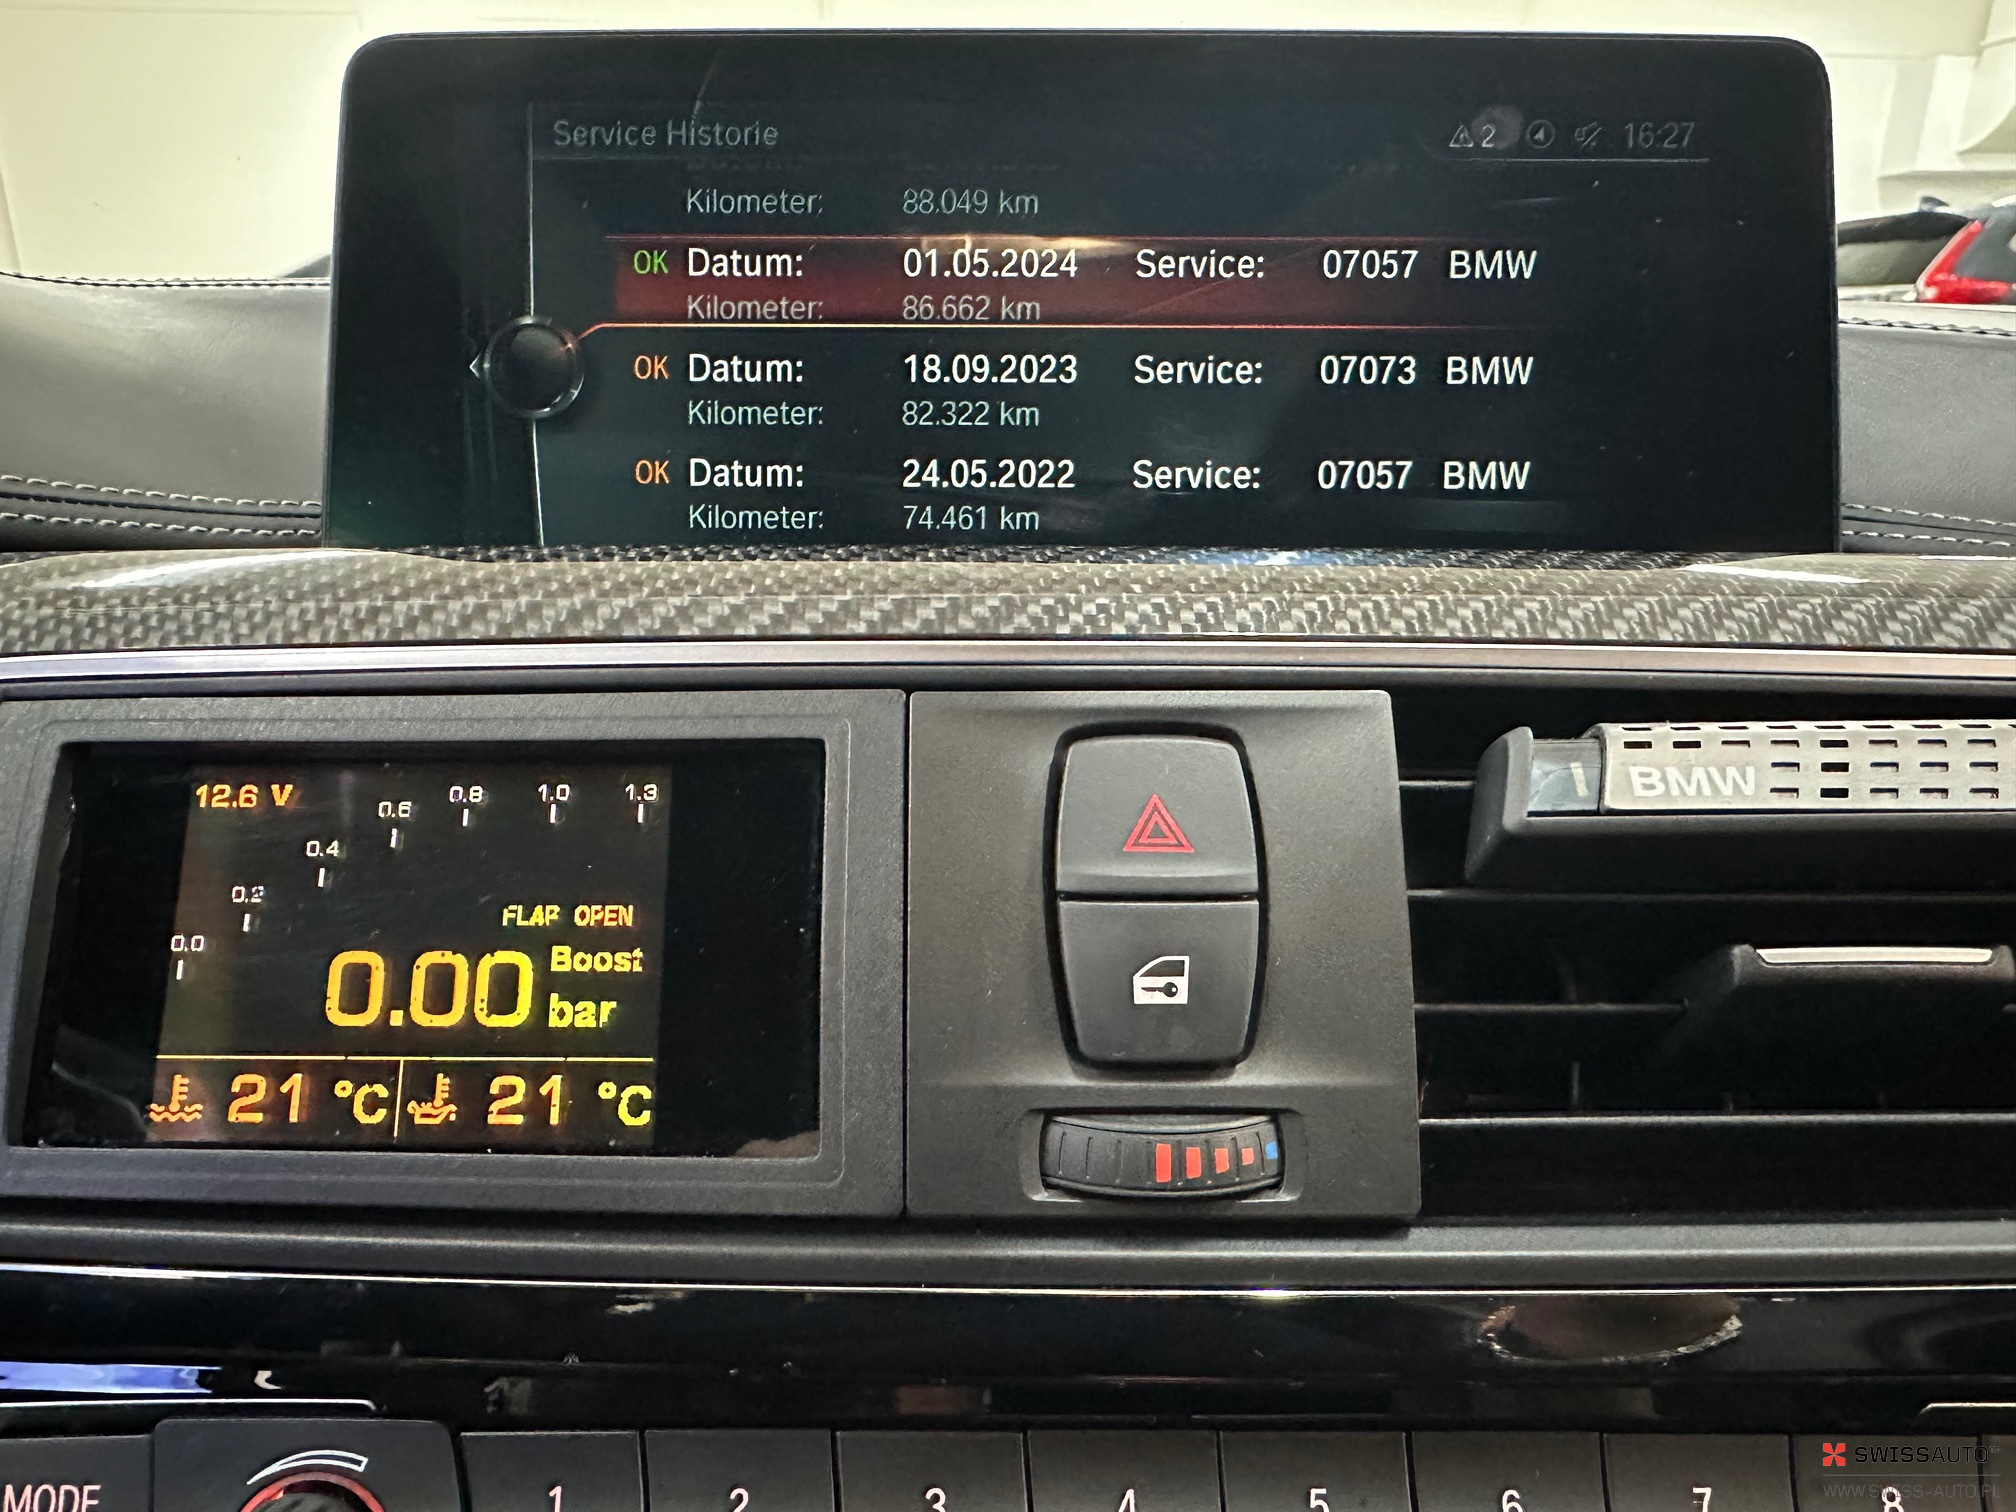 Service Historie
2 16:27
Kilometer: 88.049 km
OK Datum: 01.05.2024 Service: 07057 BMW
Kilometer: 86.662 km
OK Datum: 18.09.2023 Service: 07073 BMW
Kilometer: 82.322 km
OK Datum: 24.05.2022 Service: 07057 BMW
Kilometer: 74.461 km
BMW
12.6 V
0.0
0.2
0.4
0.6
0.8
1.0
1.3
FLAP OPEN
0.00 Boost
bar
21 °C
21 °C
MODE
1 2 3 4 5 6 7 8
SWISSAUTO
WWW.SWISS-AUTO.PL